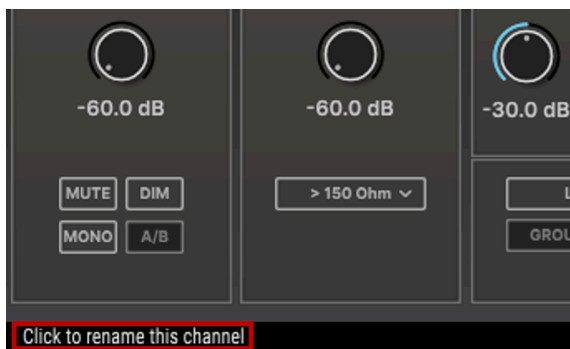 -60.0 dB
-60.0 dB
-30.0 dB
MUTE DIM
> 150 Ohm
MONO A/B
Click to rename this channel